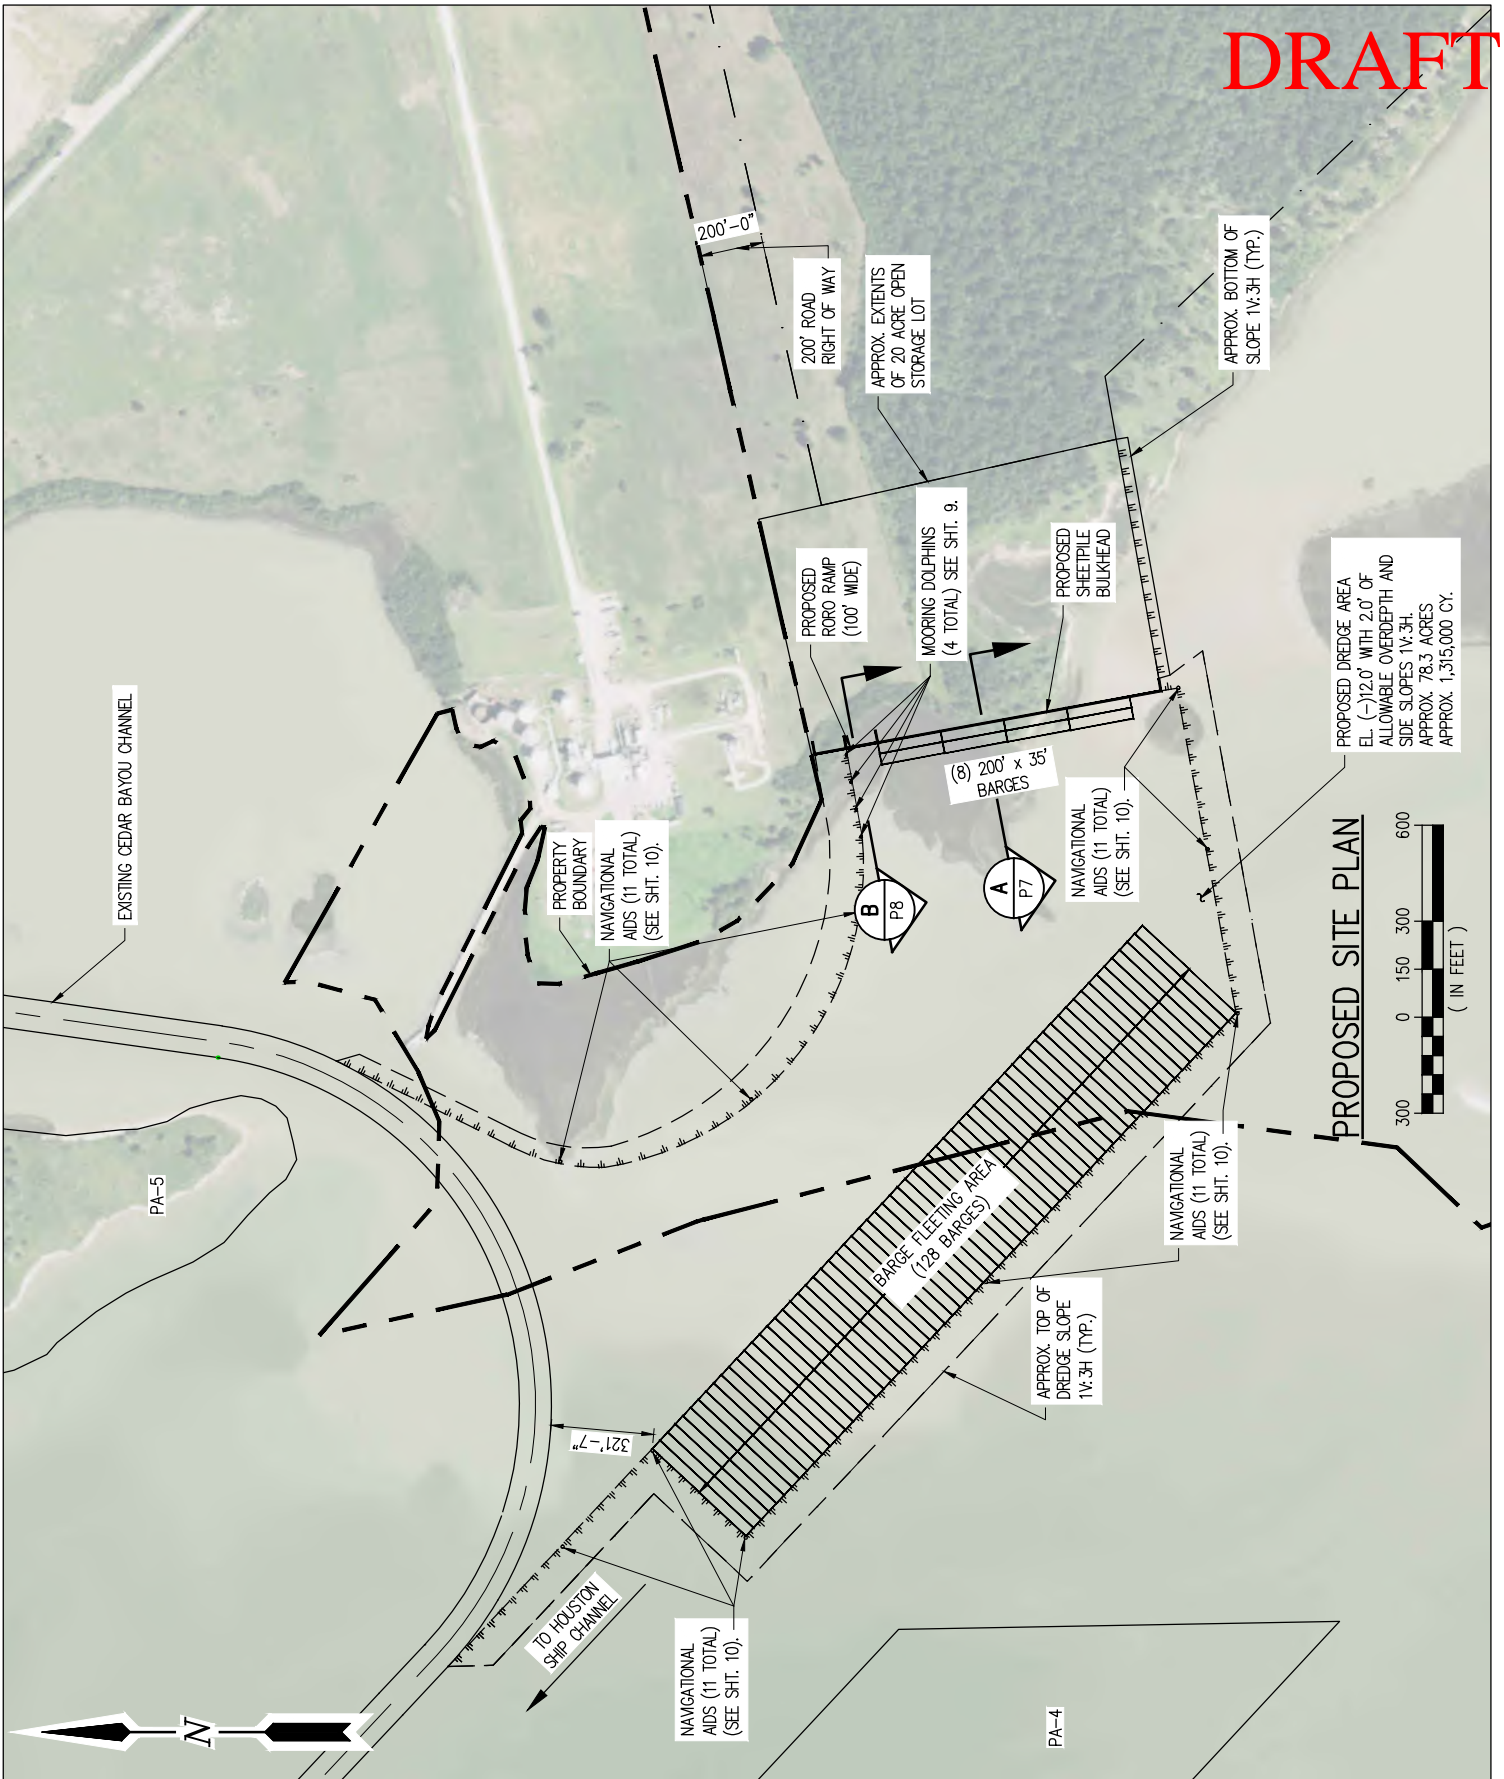 DRAFT
EXISTING CEDAR BAYOU CHANNEL
PA-5
200'-0"
200' ROAD
RIGHT OF WAY
APPROX. EXTENTS
OF 20 ACRE OPEN
STORAGE LOT
APPROX. BOTTOM OF
SLOPE 1V:3H (TYP.)
PROPOSED
RORO RAMP
(100' WIDE)
MOORING DOLPHINS
(4 TOTAL) SEE SHT. 9.
PROPOSED
SHEETPILE
BULKHEAD
PROPOSED DREDGE AREA
EL. (-)12.0' WITH 2.0' OF
ALLOWABLE OVERDEPTH AND
SIDE SLOPES 1V:3H.
APPROX. 78.3 ACRES
APPROX. 1,315,000 CY.
(8) 200' x 35'
BARGES
PROPERTY
BOUNDARY
NAVIGATIONAL
AIDS (11 TOTAL)
(SEE SHT. 10).
B
P8
A
P7
NAVIGATIONAL
AIDS (11 TOTAL)
(SEE SHT. 10).
BARGE FLEETING AREA
(128 BARGES)
NAVIGATIONAL
AIDS (11 TOTAL)
(SEE SHT. 10).
APPROX. TOP OF
DREDGE SLOPE
1V:3H (TYP.)
321'-7"
TO HOUSTON
SHIP CHANNEL
NAVIGATIONAL
AIDS (11 TOTAL)
(SEE SHT. 10).
PA-4
N
PROPOSED SITE PLAN
300 0 150 300 600
( IN FEET )